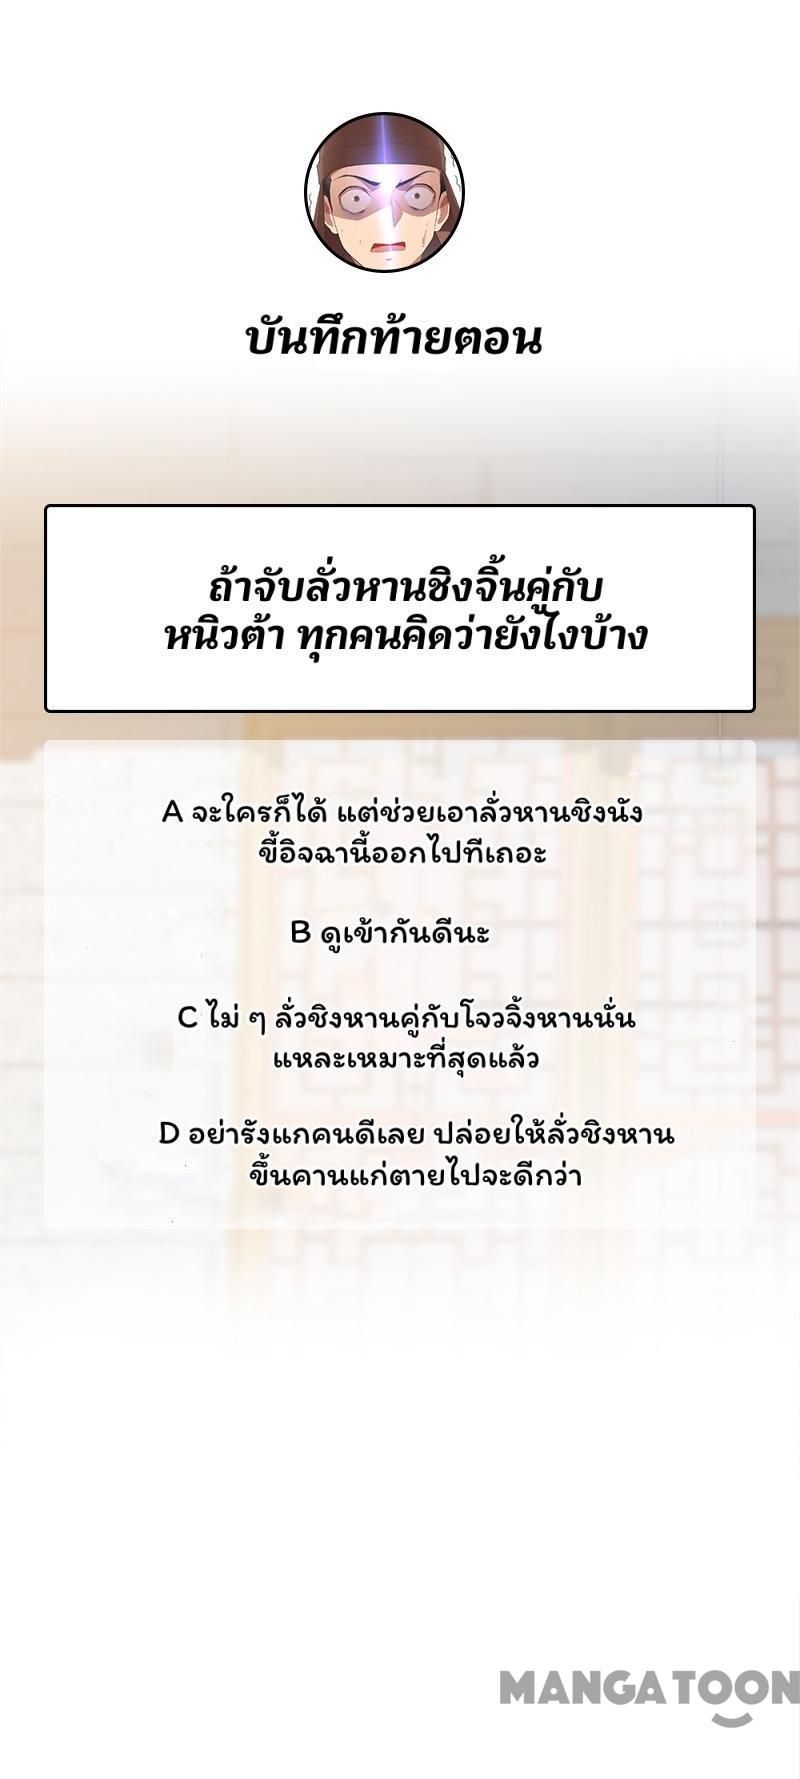 บันทึกท้ายตอน
ถ้าจับลั่วหานชิงจิ้นคู่กับ
หนิวต้า ทุกคนคิดว่ายังไงบ้าง
A จะใครก็ได้ แต่ช่วยเอาลั่วหานชิงนัง
ขี้อิจฉานี้ออกไปทีเถอะ
B ดูเข้ากันดีนะ
C ไม่ ๆ ลั่วชิงหานคู่กับโจวจิ้งหานนั่น
แหละเหมาะที่สุดแล้ว
D อย่ารังแกคนดีเลย ปล่อยให้ลั่วชิงหาน
ขึ้นคานแก่ตายไปจะดีกว่า
MANGATOON